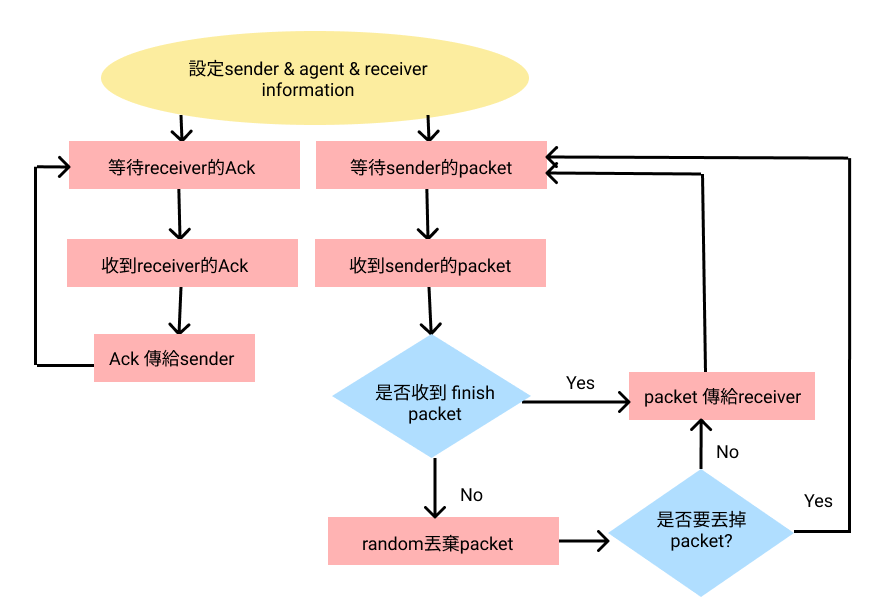 設定sender & agent & receiver
information
等待receiver的Ack
等待sender的packet
收到receiver的Ack
收到sender的packet
Ack 傳給sender
是否收到 finish
packet
Yes
packet 傳給receiver
No
No
random丟棄packet
是否要丟掉
packet?
Yes